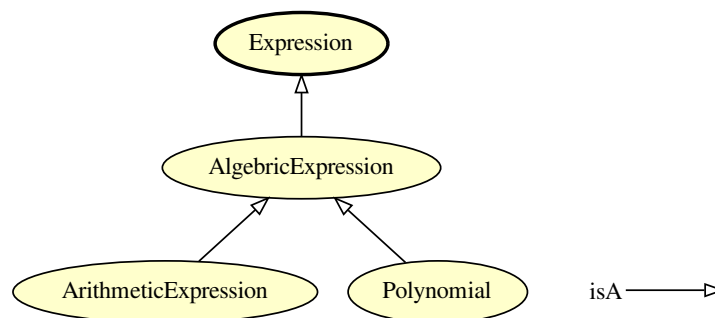 Expression
AlgebricExpression
ArithmeticExpression
Polynomial
isA